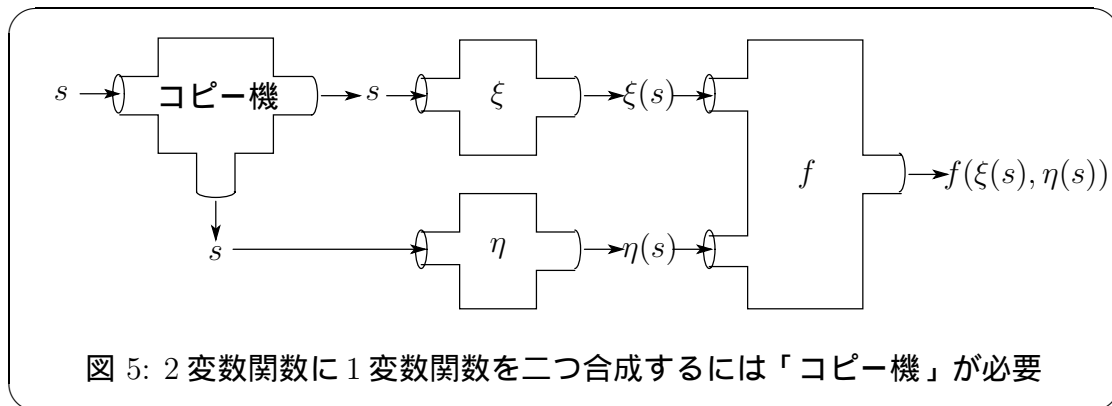 s コピー機 s ξ ξ(s)
f f(ξ(s), η(s))
s η η(s)
図 5: 2 変数関数に 1 変数関数を二つ合成するには「コピー機」が必要